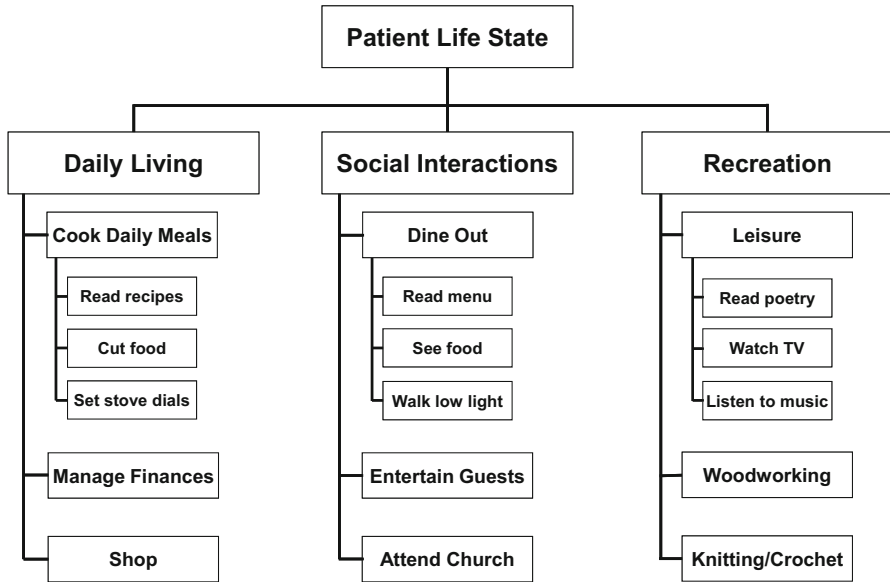 Patient Life State
Daily Living
Cook Daily Meals
Read recipes
Cut food
Set stove dials
Manage Finances
Shop
Social Interactions
Dine Out
Read menu
See food
Walk low light
Entertain Guests
Attend Church
Recreation
Leisure
Read poetry
Watch TV
Listen to music
Woodworking
Knitting/Crochet